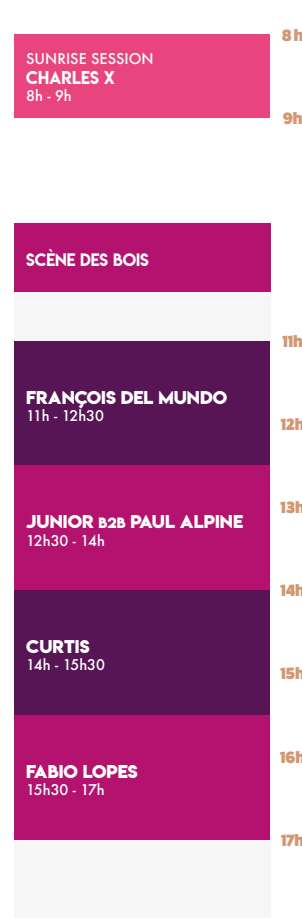 8h
SUNRISE SESSION
CHARLES X
8h - 9h
9h
SCÈNE DES BOIS
11h
FRANÇOIS DEL MUNDO
11h - 12h30
12h
13h
JUNIOR B2B PAUL ALPINE
12h30 - 14h
14h
CURTIS
14h - 15h30
15h
16h
FABIO LOPES
15h30 - 17h
17h